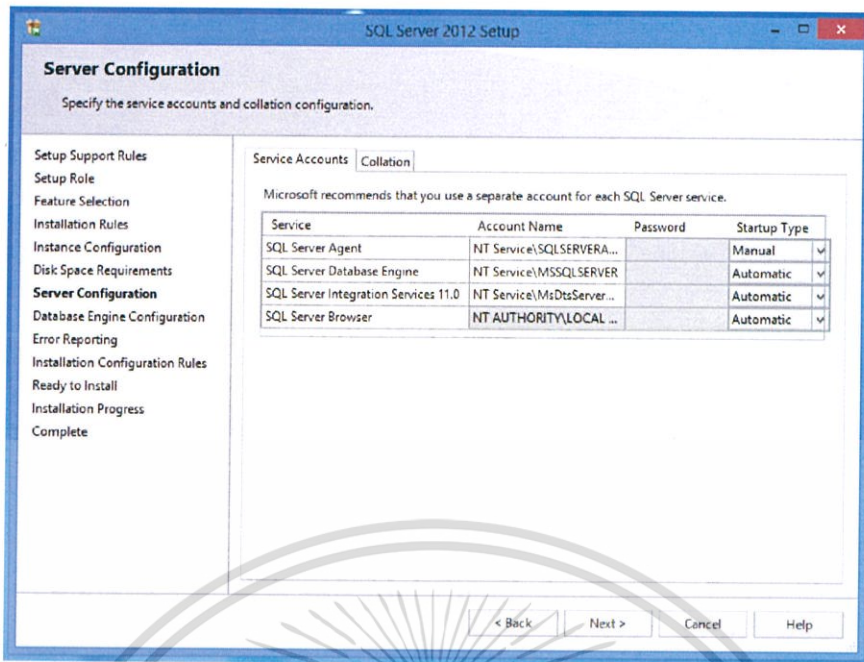 SQL Server 2012 Setup
Server Configuration
Specify the service accounts and collation configuration.
Setup Support Rules
Setup Role
Feature Selection
Installation Rules
Instance Configuration
Disk Space Requirements
Server Configuration
Database Engine Configuration
Error Reporting
Installation Configuration Rules
Ready to Install
Installation Progress
Complete
Service Accounts Collation
Microsoft recommends that you use a separate account for each SQL Server service.
Service Account Name Password Startup Type
SQL Server Agent NT Service\SQLSERVERA... Manual
SQL Server Database Engine NT Service\MSSQLSERVER Automatic
SQL Server Integration Services 11.0 NT Service\MsDtsServer... Automatic
SQL Server Browser NT AUTHORITY\LOCAL ... Automatic
< Back Next > Cancel Help